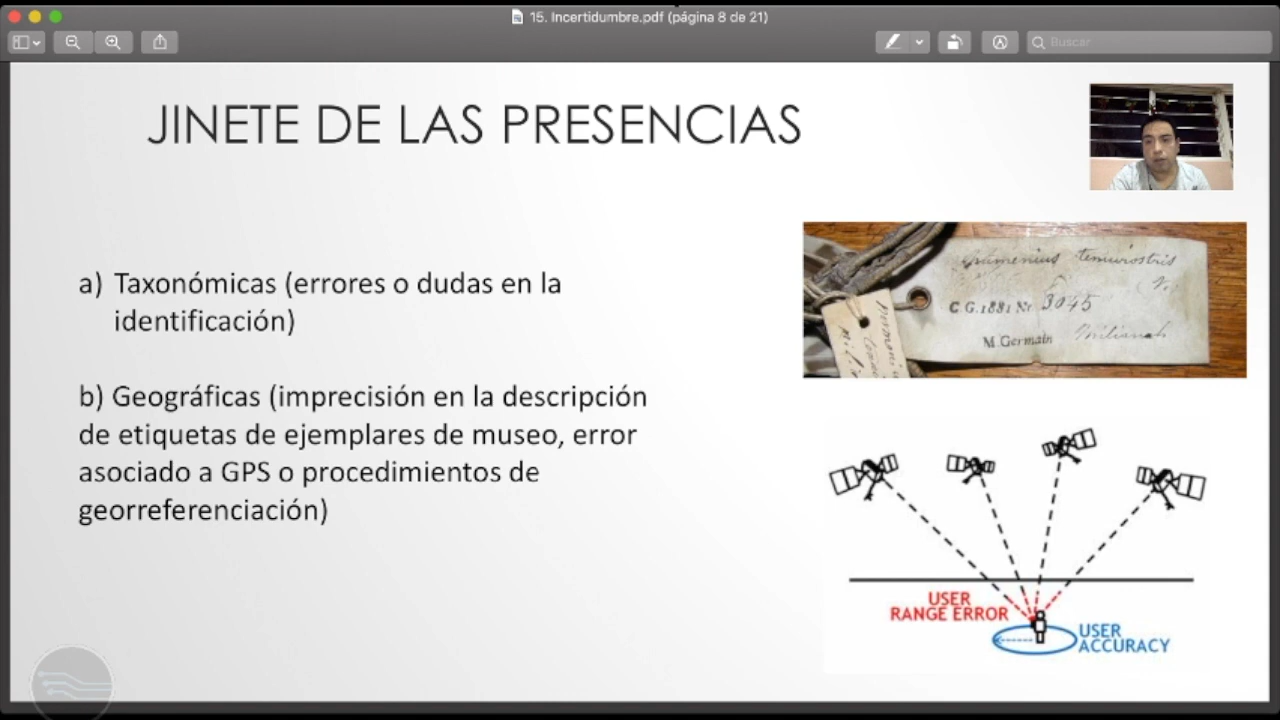 15. Incertidumbre.pdf (página 8 de 21)
Buscar
JINETE DE LAS PRESENCIAS
a) Taxonómicas (errores o dudas en la
identificación)
b) Geográficas (imprecisión en la descripción
de etiquetas de ejemplares de museo, error
asociado a GPS o procedimientos de
georreferenciación)
tenuirostris
C.G.1881 Nr. 3045
M. Germain
USER
RANGE ERROR
USER
ACCURACY